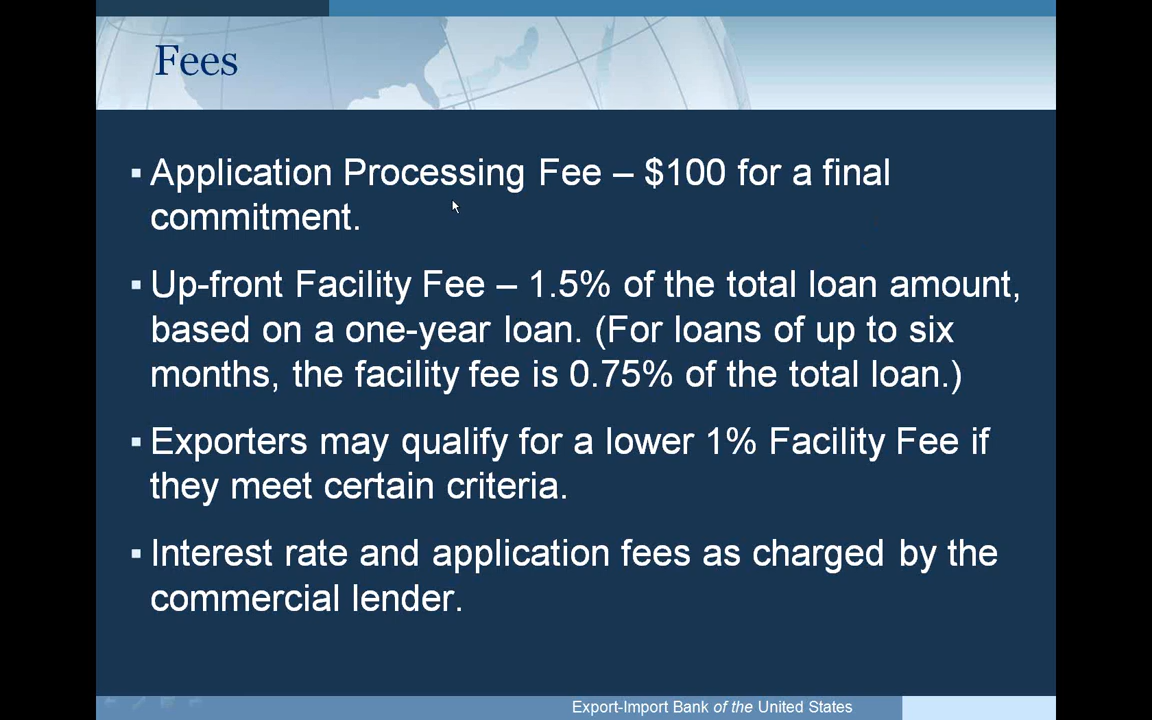 Fees
▪ Application Processing Fee – $100 for a final
commitment.
▪ Up-front Facility Fee – 1.5% of the total loan amount,
based on a one-year loan. (For loans of up to six
months, the facility fee is 0.75% of the total loan.)
▪ Exporters may qualify for a lower 1% Facility Fee if
they meet certain criteria.
▪ Interest rate and application fees as charged by the
commercial lender.
Export-Import Bank of the United States